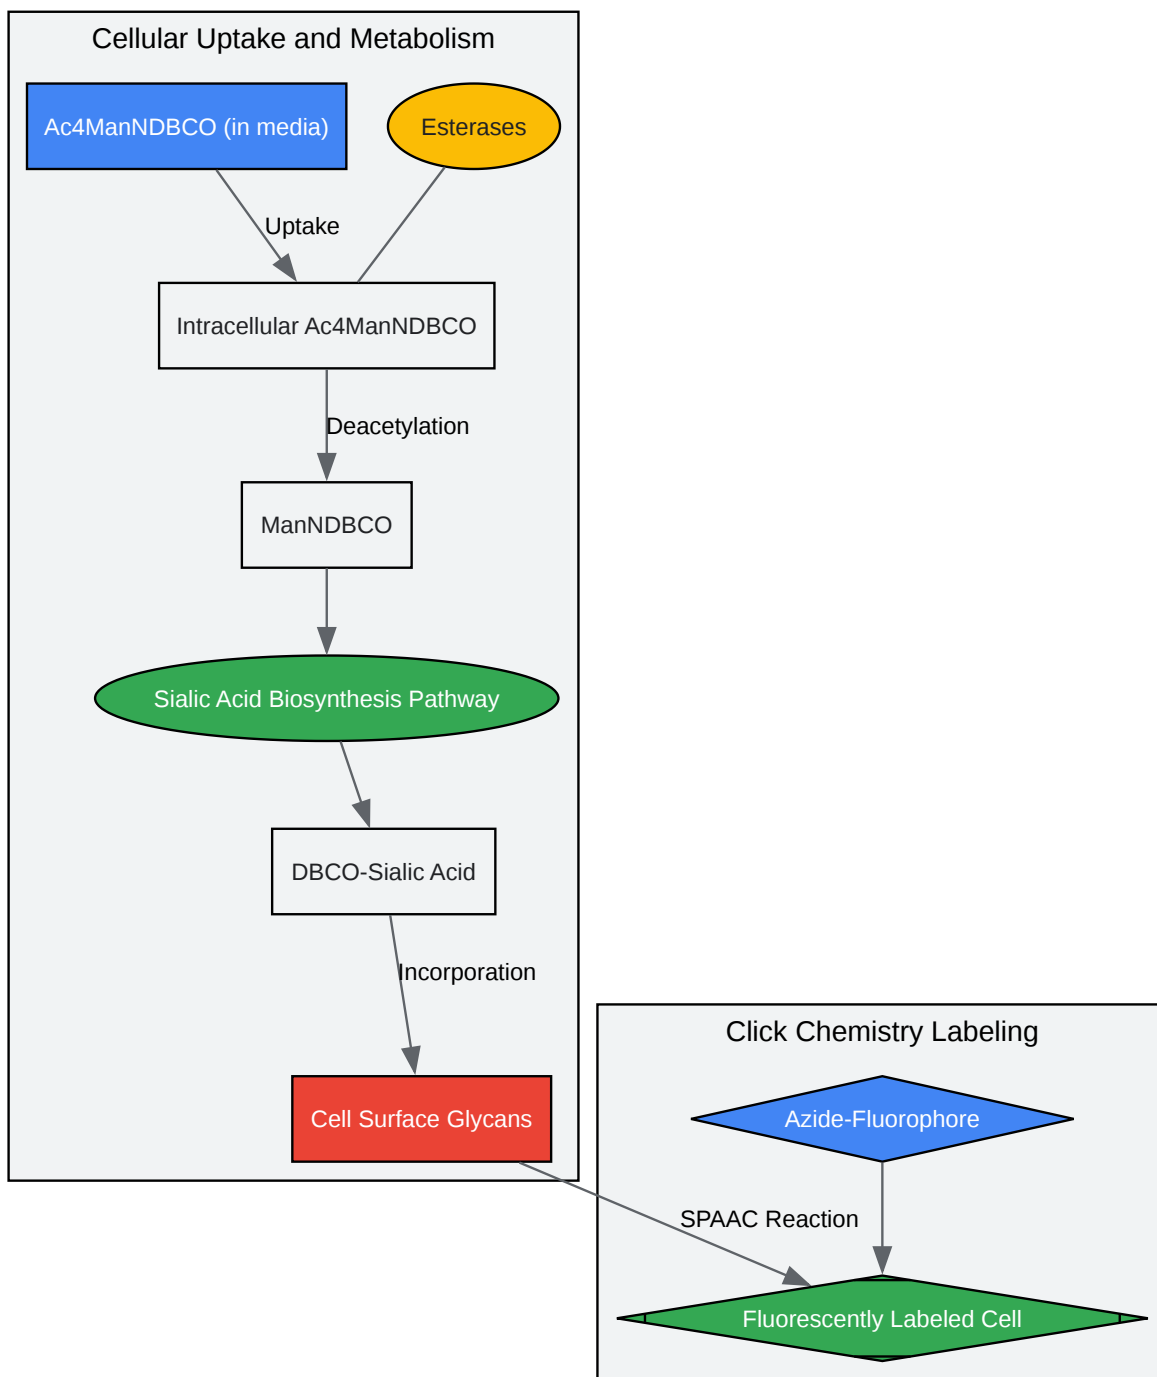 Cellular Uptake and Metabolism
Ac4ManNDBCO (in media)
Esterases
Uptake
Intracellular Ac4ManNDBCO
Deacetylation
ManNDBCO
Sialic Acid Biosynthesis Pathway
DBCO-Sialic Acid
Incorporation
Cell Surface Glycans
Click Chemistry Labeling
Azide-Fluorophore
SPAAC Reaction
Fluorescently Labeled Cell